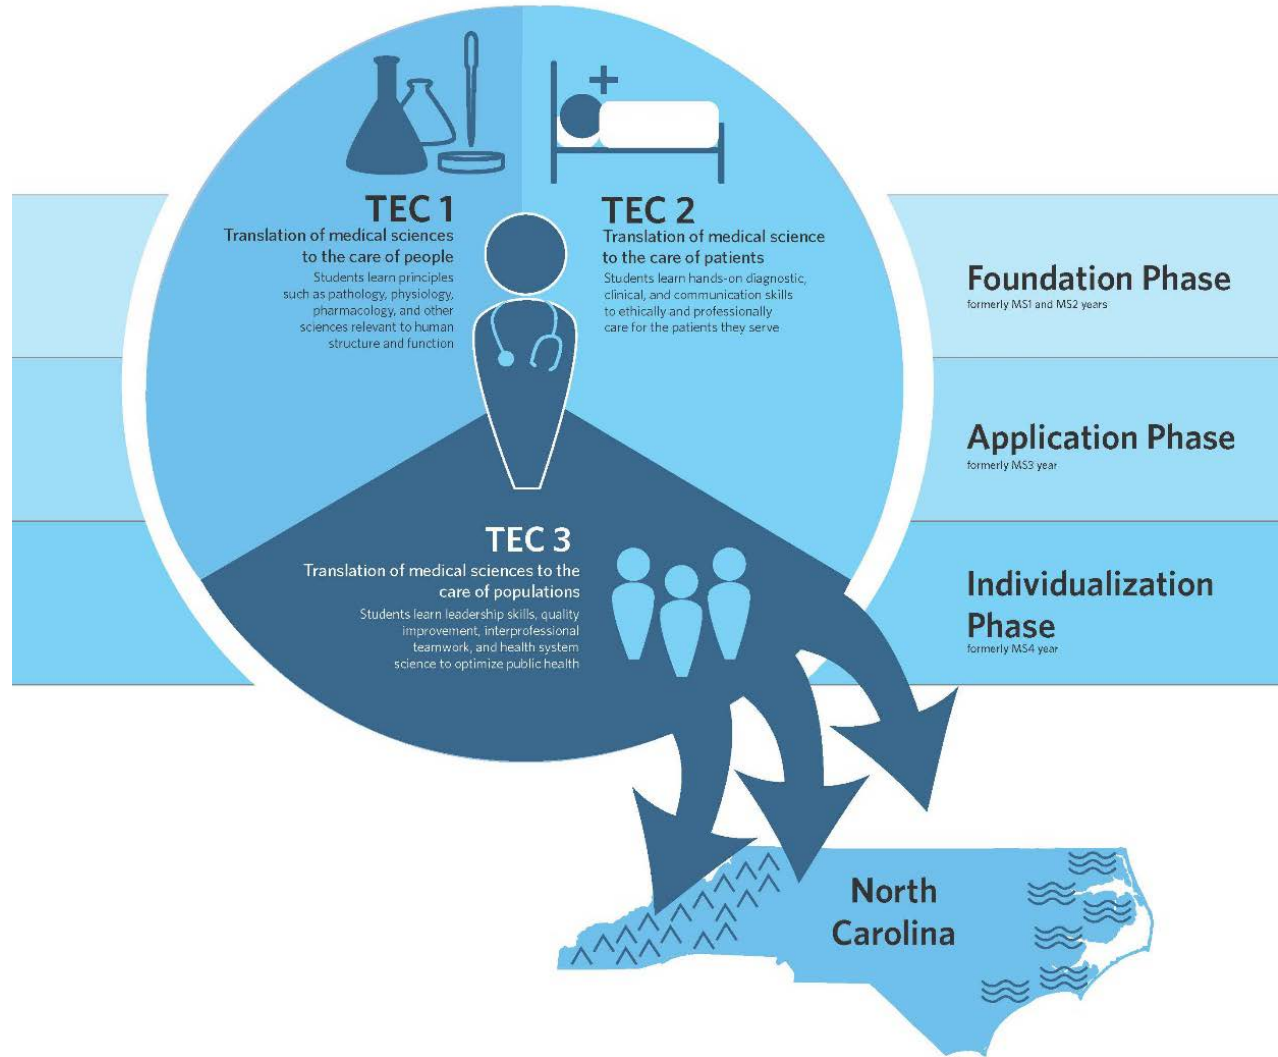 TEC 1
Translation of medical sciences
to the care of people
Students learn principles
such as pathology, physiology,
pharmacology, and other
sciences relevant to human
structure and function
TEC 2
Translation of medical science
to the care of patients
Students learn hands-on diagnostic,
clinical, and communication skills
to ethically and professionally
care for the patients they serve
TEC 3
Translation of medical sciences to the
care of populations
Students learn leadership skills, quality
improvement, interprofessional
teamwork, and health system
science to optimize public health
Foundation Phase
formerly MS1 and MS2 years
Application Phase
formerly MS3 year
Individualization
Phase
formerly MS4 year
North
Carolina